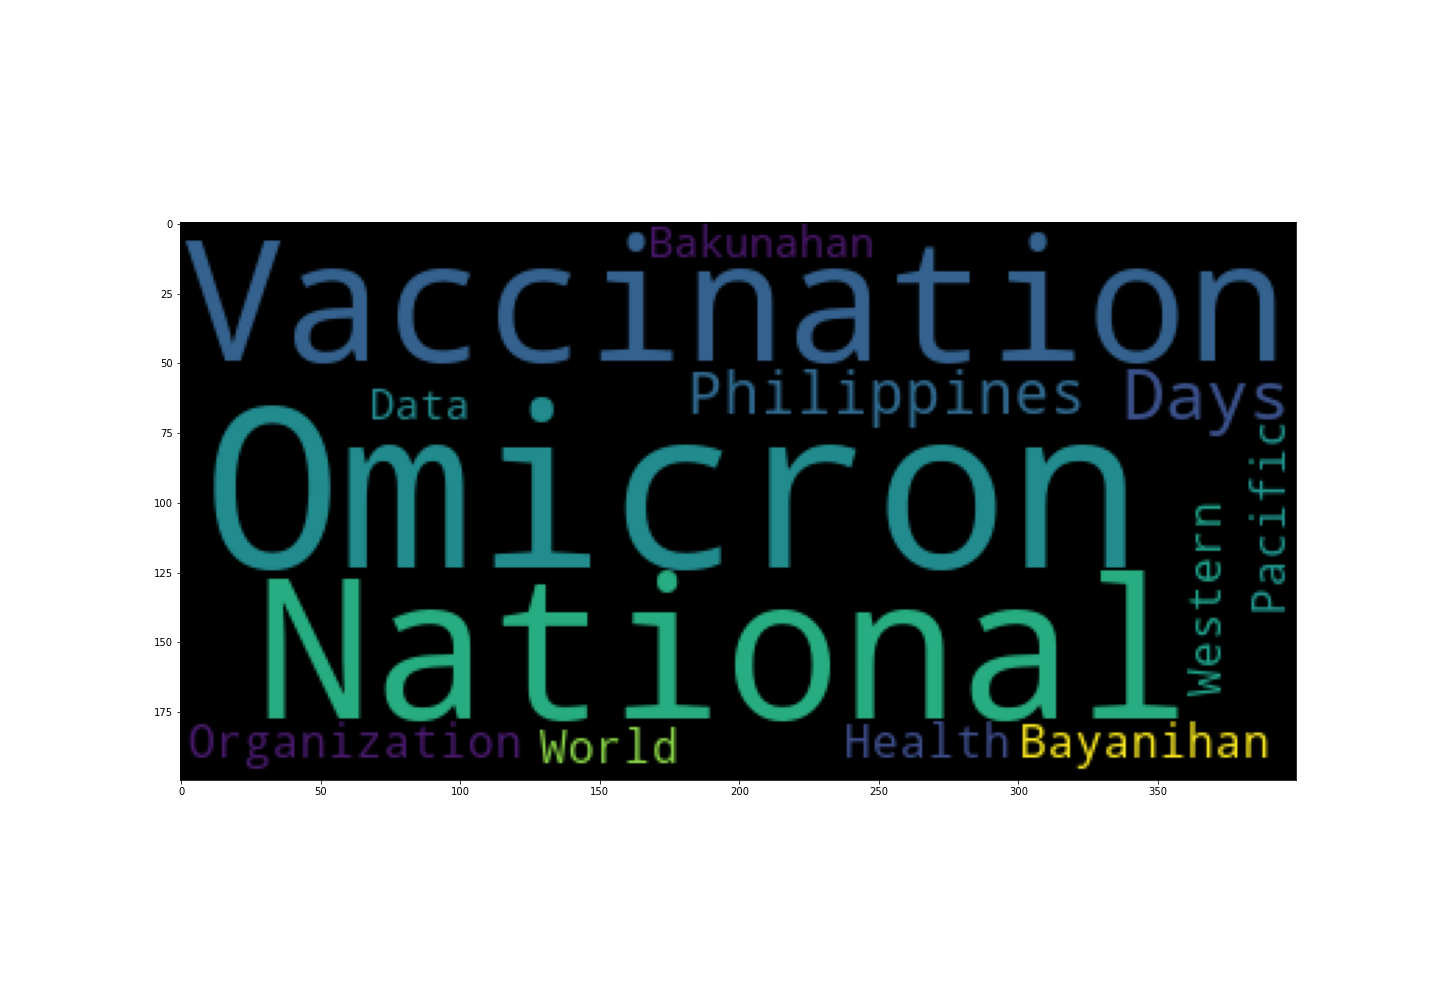 Bakunahan
Vaccination
Philippines
Days
Data
Omicron
Pacific
Western
National
Organization
World
Health
Bayanihan
0
25
50
75
100
125
150
175
0
50
100
150
200
250
300
350